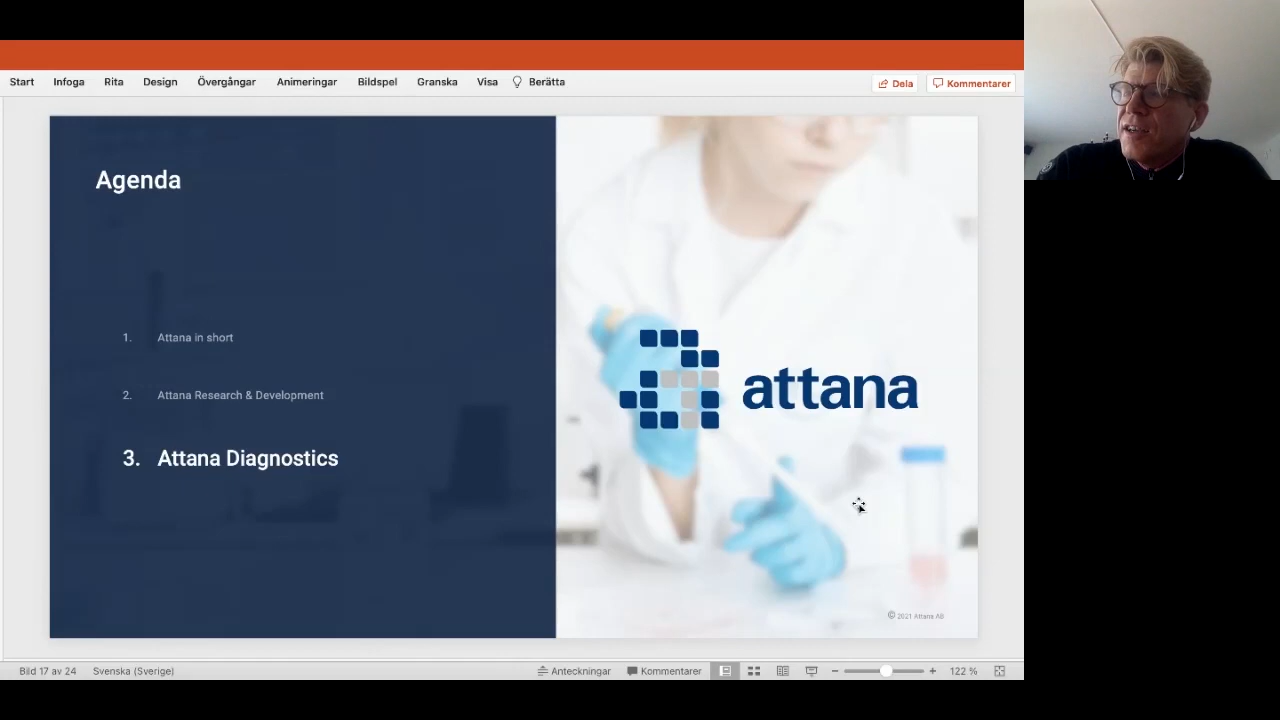 Start Infoga Rita Design Övergångar Animeringar Bildspel Granska Visa Berätta Dela Kommentarer
Agenda
1. Attana in short
2. Attana Research & Development
3. Attana Diagnostics
attana
© 2021 Attana AB
Bild 17 av 24 Svenska (Sverige) Anteckningar Kommentarer 122 %